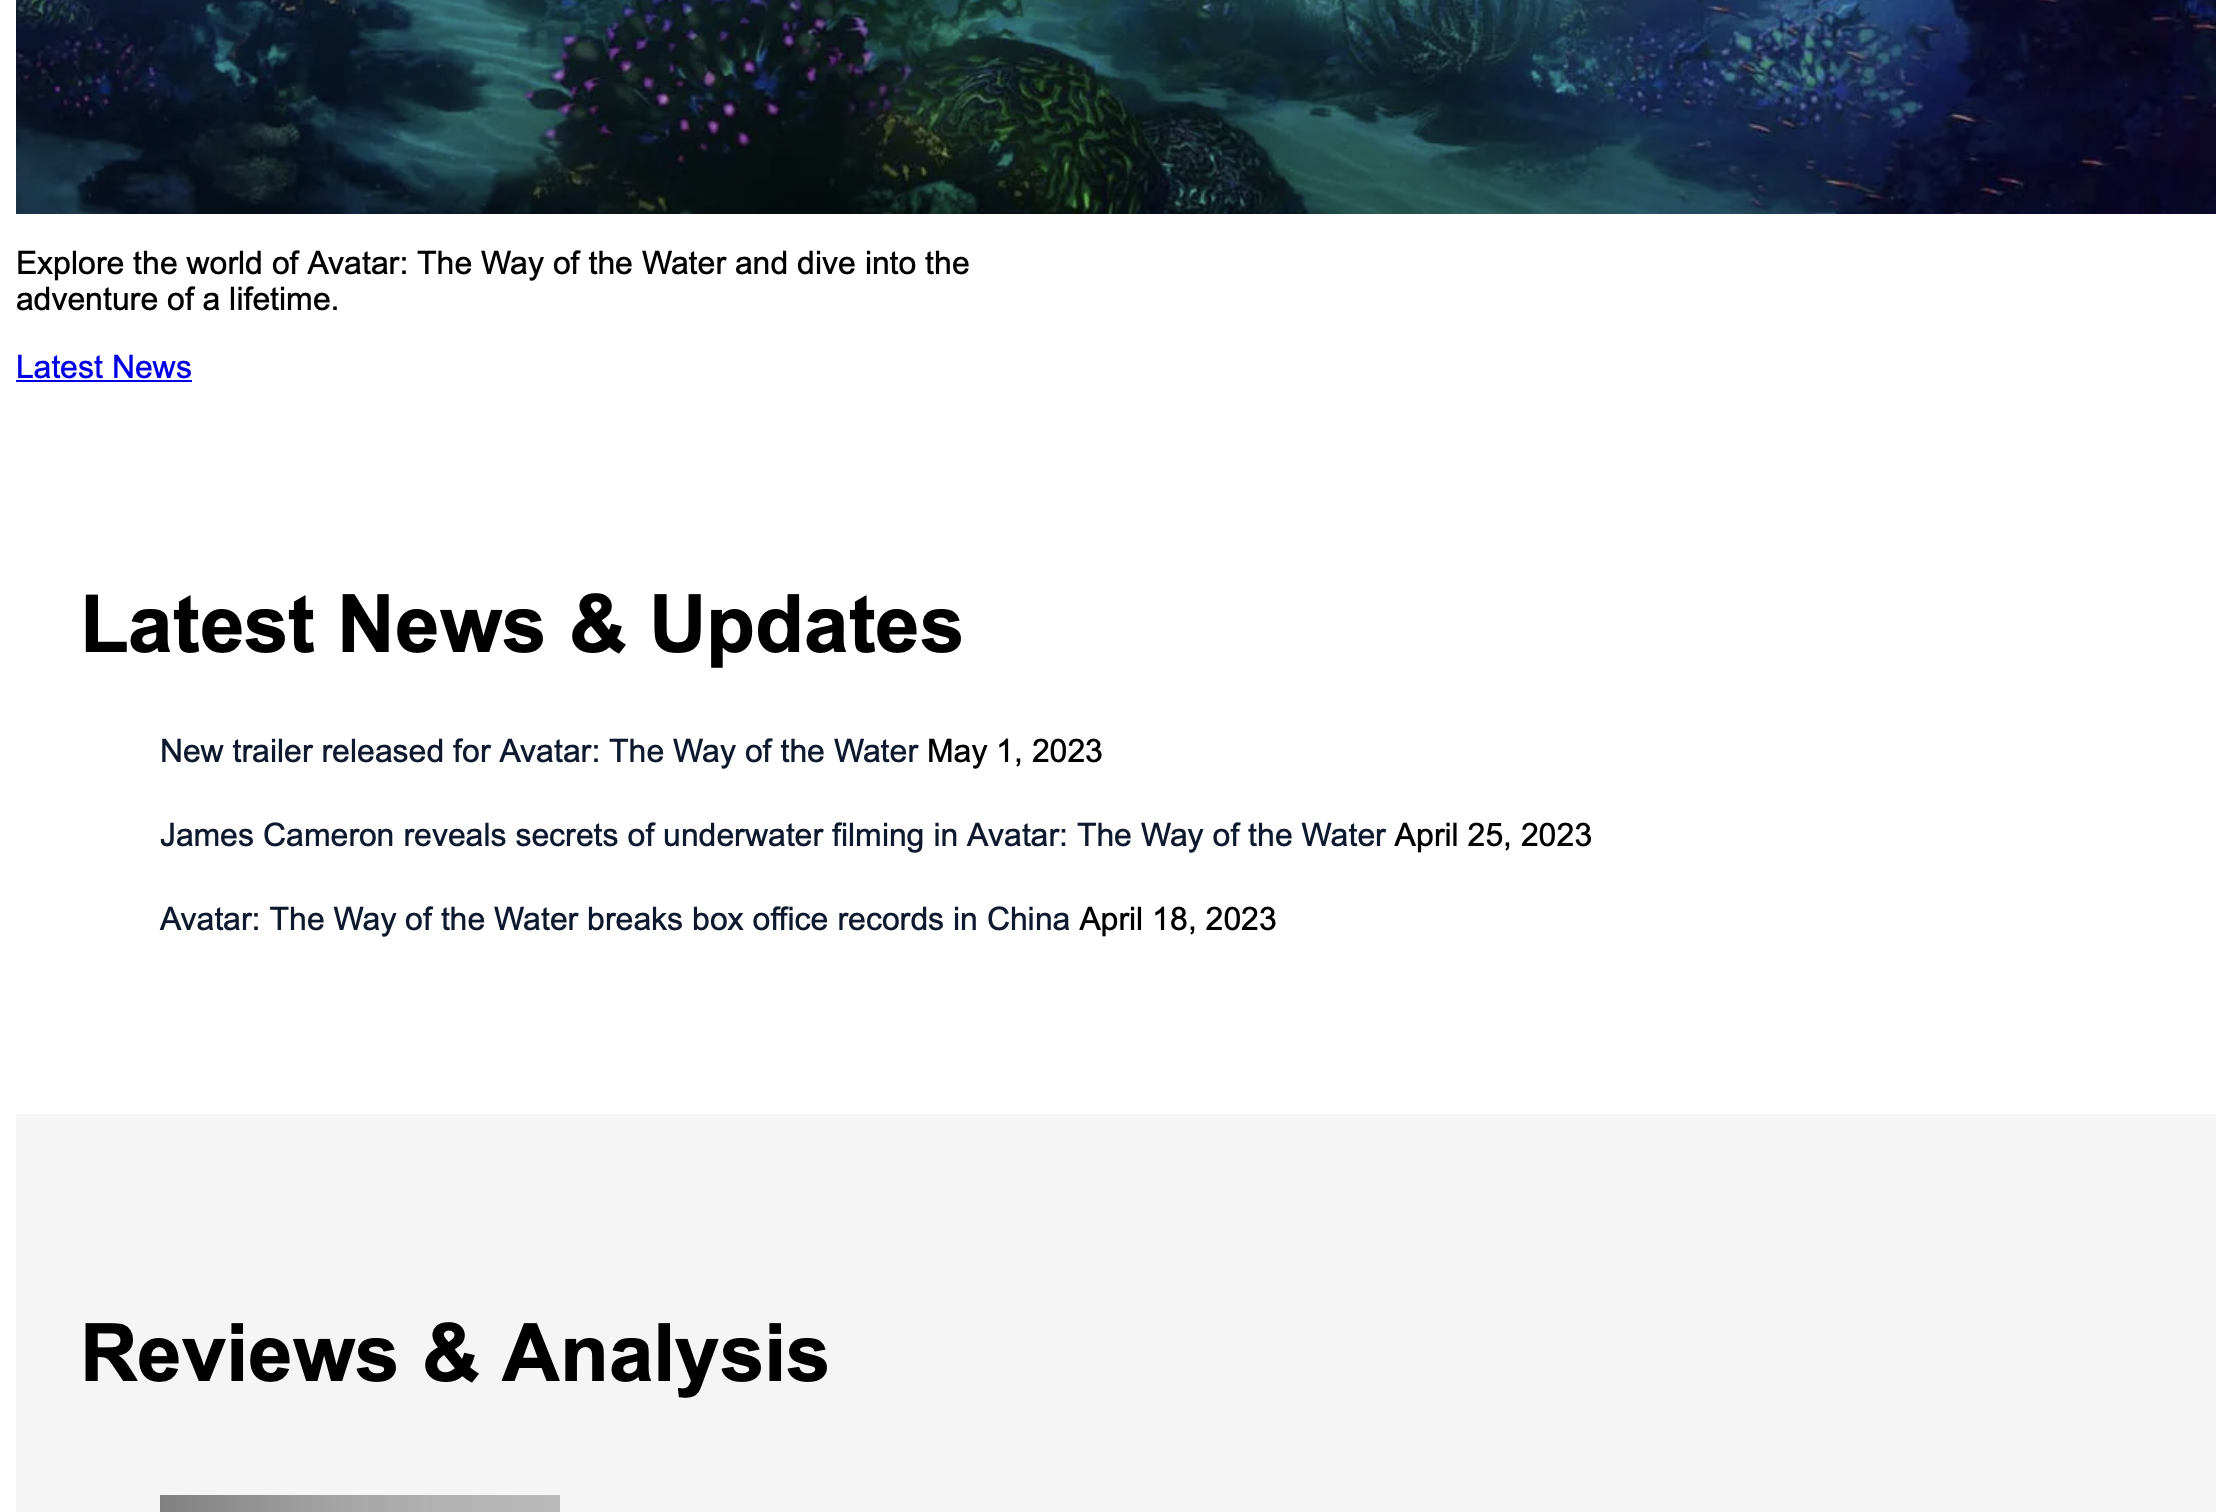 Explore the world of Avatar: The Way of the Water and dive into the
adventure of a lifetime.
Latest News
Latest News & Updates
New trailer released for Avatar: The Way of the Water May 1, 2023
James Cameron reveals secrets of underwater filming in Avatar: The Way of the Water April 25, 2023
Avatar: The Way of the Water breaks box office records in China April 18, 2023
Reviews & Analysis